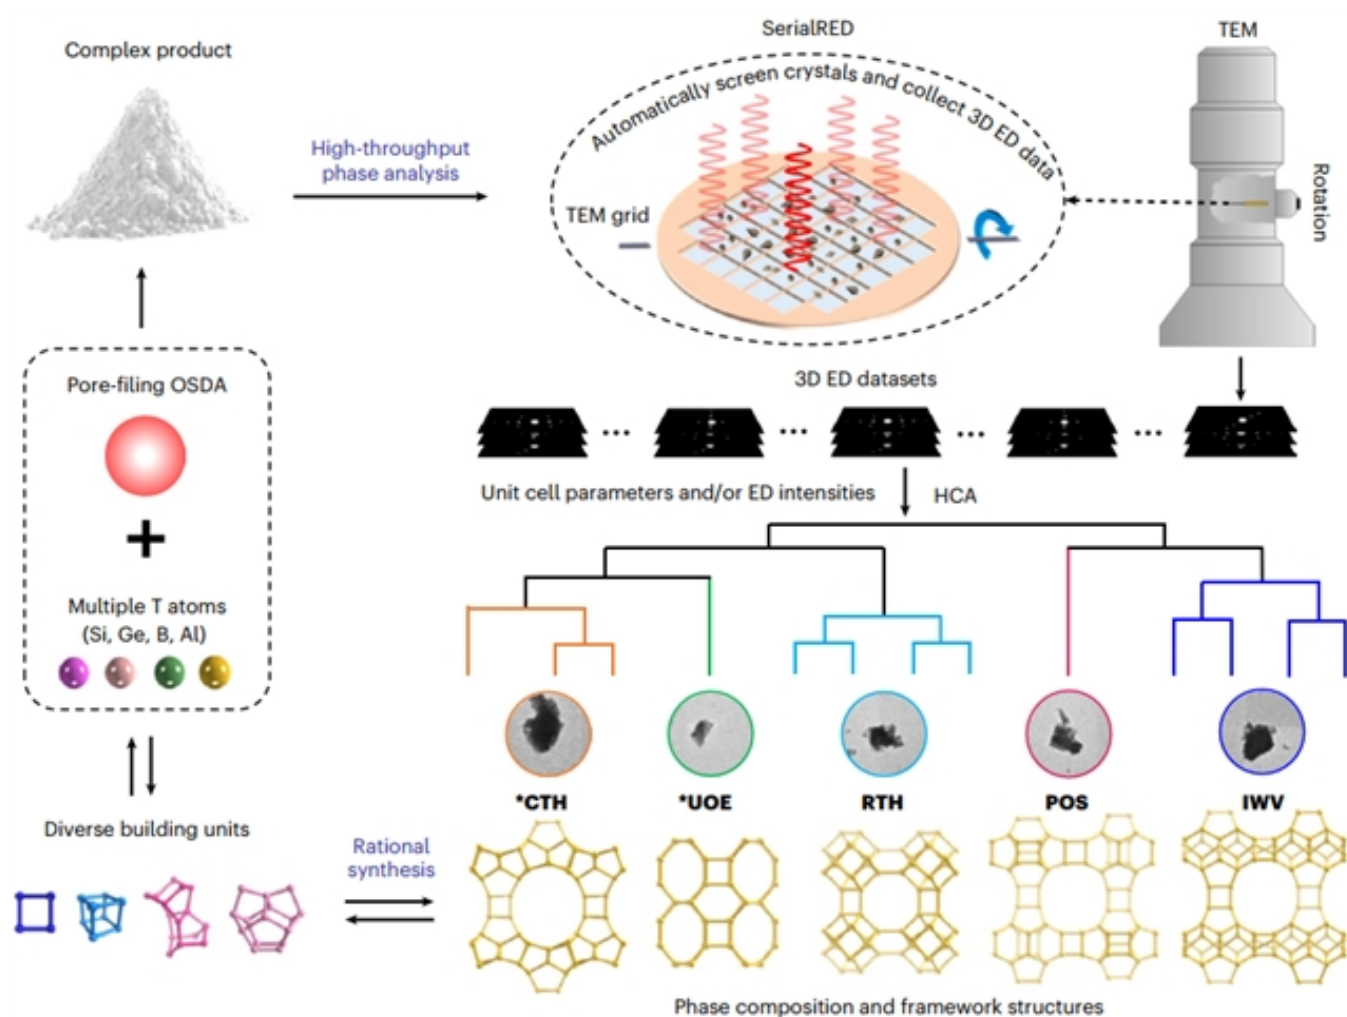 Complex product
SerialRED
TEM
Automatically screen crystals and collect 3D ED data
High-throughput
phase analysis
TEM grid
Rotation
Pore-filing OSDA
3D ED datasets
Unit cell parameters and/or ED intensities
HCA
Multiple T atoms
(Si, Ge, B, Al)
*CTH
*UOE
RTH
POS
IWV
Diverse building units
Rational
synthesis
Phase composition and framework structures